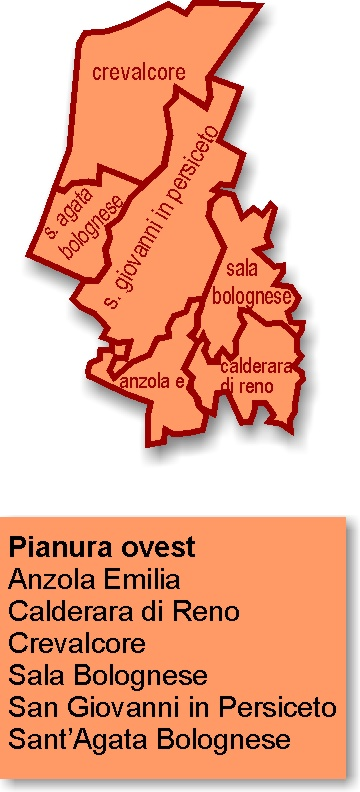 crevalcore
s. agata
bolognese
s. giovanni in persiceto
sala
bolognese
anzola e
calderara
di reno
Pianura ovest
Anzola Emilia
Calderara di Reno
Crevalcore
Sala Bolognese
San Giovanni in Persiceto
Sant'Agata Bolognese